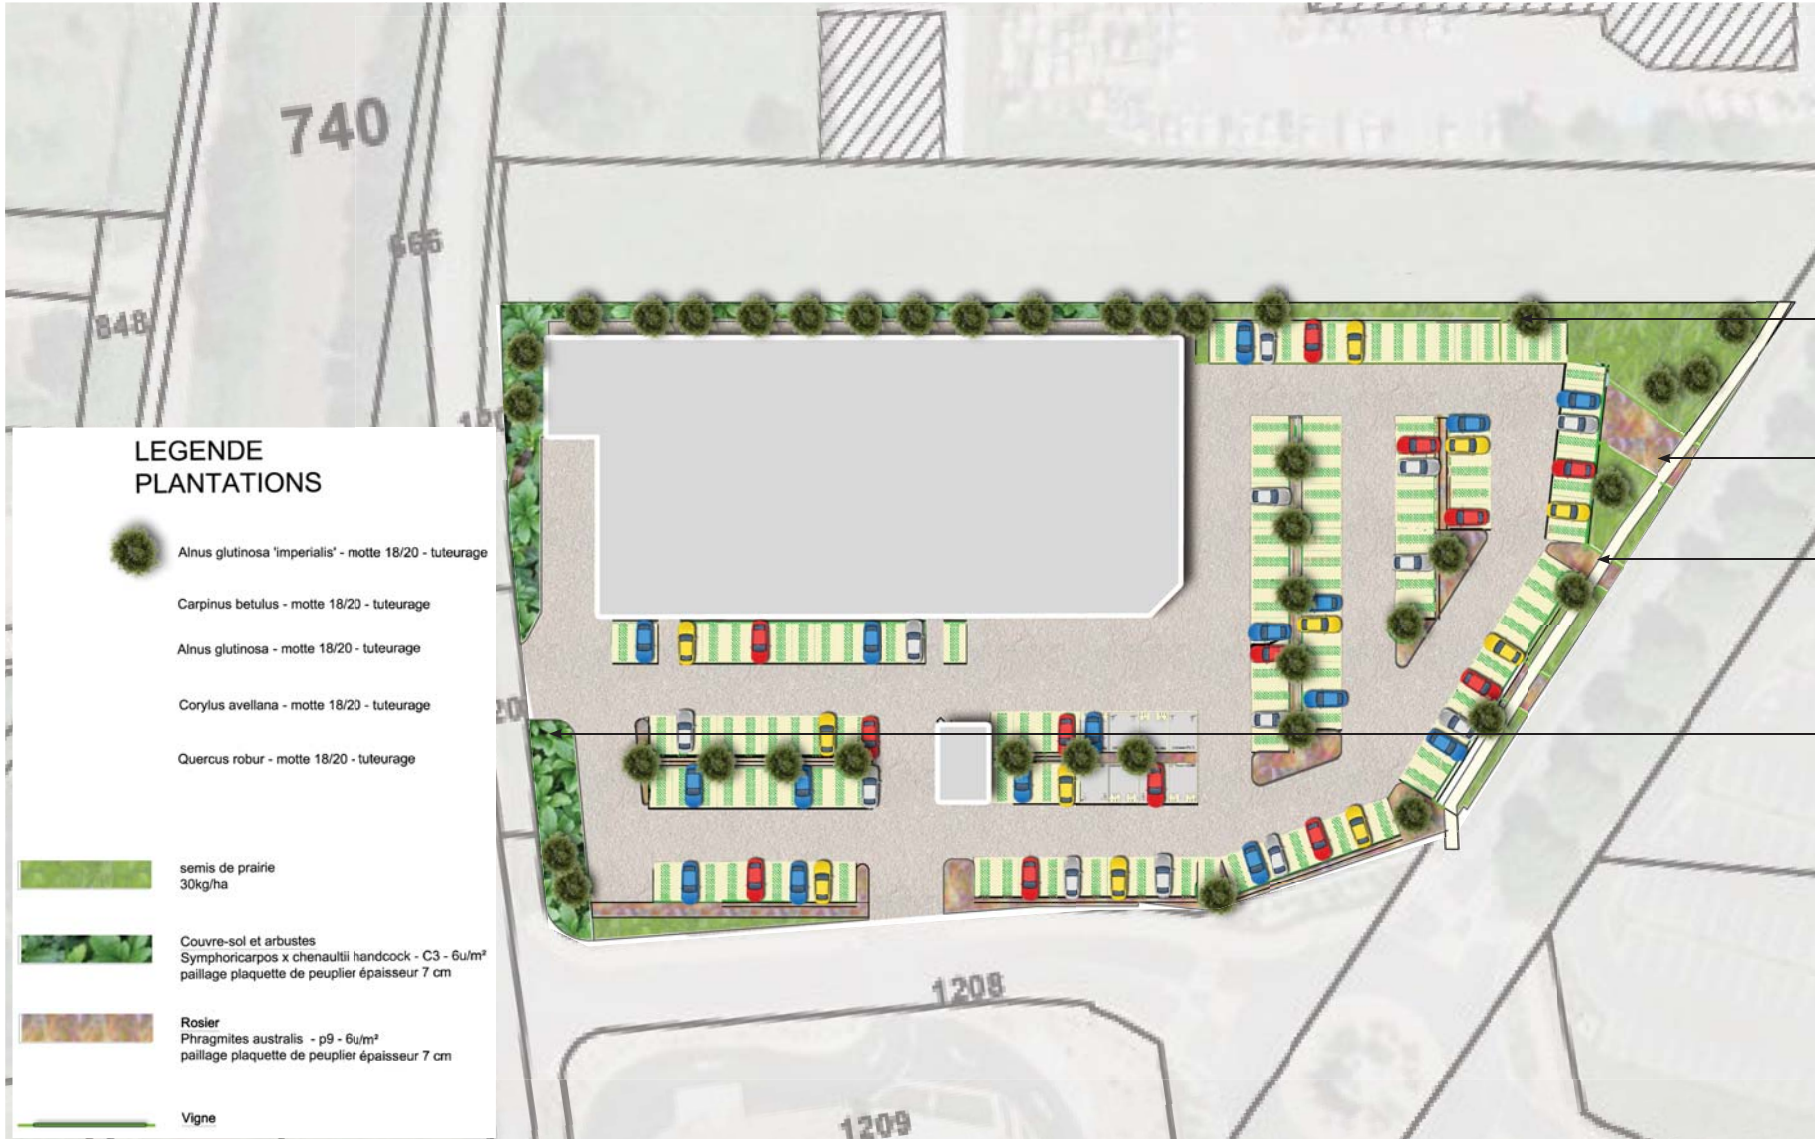 740
666
848
LEGENDE
PLANTATIONS
Alnus glutinosa 'imperialis' - motte 18/20 - tuteurage
Carpinus betulus - motte 18/20 - tuteurage
Alnus glutinosa - motte 18/20 - tuteurage
Corylus avellana - motte 18/20 - tuteurage
Quercus robur - motte 18/20 - tuteurage
semis de prairie
30kg/ha
Couvre-sol et arbustes
Symphoricarpos x chenaultii handcock - C3 - 6u/m²
paillage plaquette de peuplier épaisseur 7 cm
Rosier
Phragmites australis - p9 - 6u/m²
paillage plaquette de peuplier épaisseur 7 cm
Vigne
1208
1209